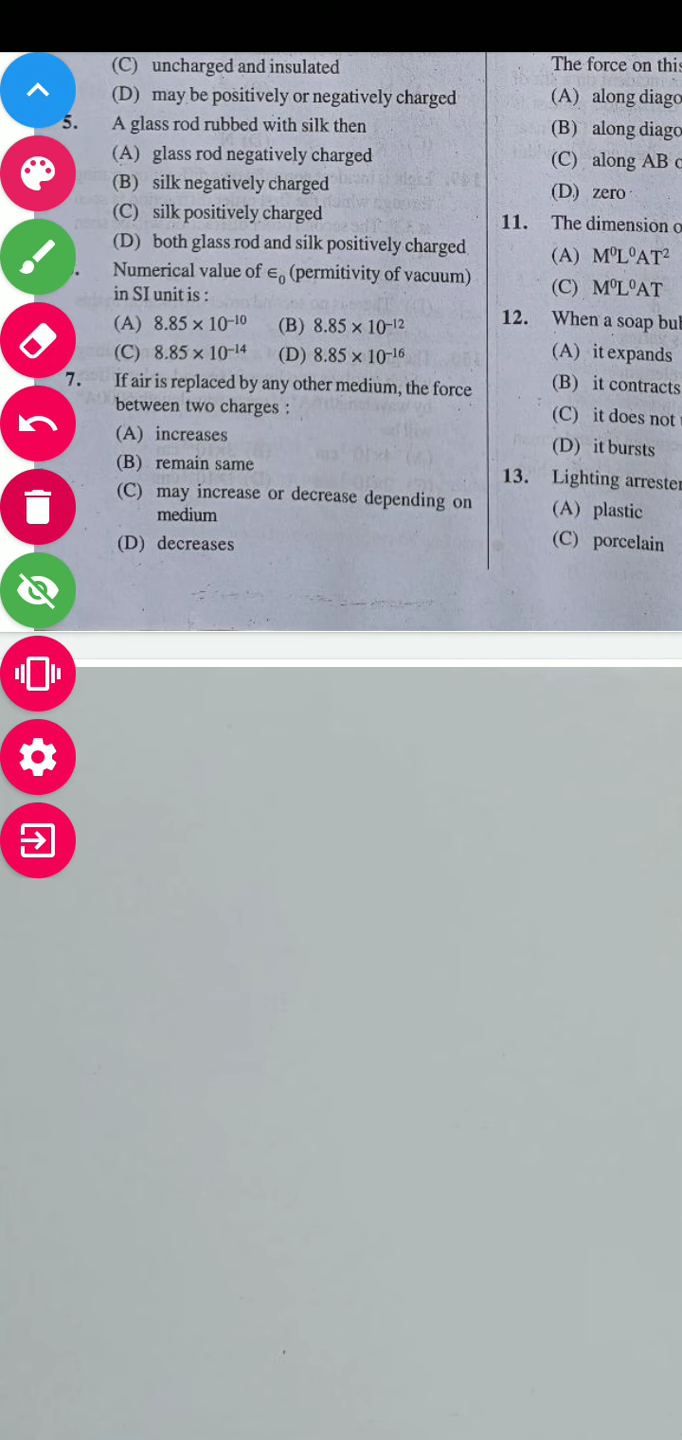 (C) uncharged and insulated
(D) may be positively or negatively charged
5. A glass rod rubbed with silk then
(A) glass rod negatively charged
(B) silk negatively charged
(C) silk positively charged
(D) both glass rod and silk positively charged
. Numerical value of ∈₀ (permitivity of vacuum)
in SI unit is :
(A) 8.85 × 10⁻¹⁰ (B) 8.85 × 10⁻¹²
(C) 8.85 × 10⁻¹⁴ (D) 8.85 × 10⁻¹⁶
7. If air is replaced by any other medium, the force
between two charges :
(A) increases
(B) remain same
(C) may increase or decrease depending on
medium
(D) decreases
The force on this
(A) along diago
(B) along diago
(C) along AB
(D) zero
11. The dimension o
(A) M⁰L⁰AT²
(C) M⁰L⁰AT
12. When a soap bub
(A) it expands
(B) it contracts
(C) it does not
(D) it bursts
13. Lighting arrester
(A) plastic
(C) porcelain